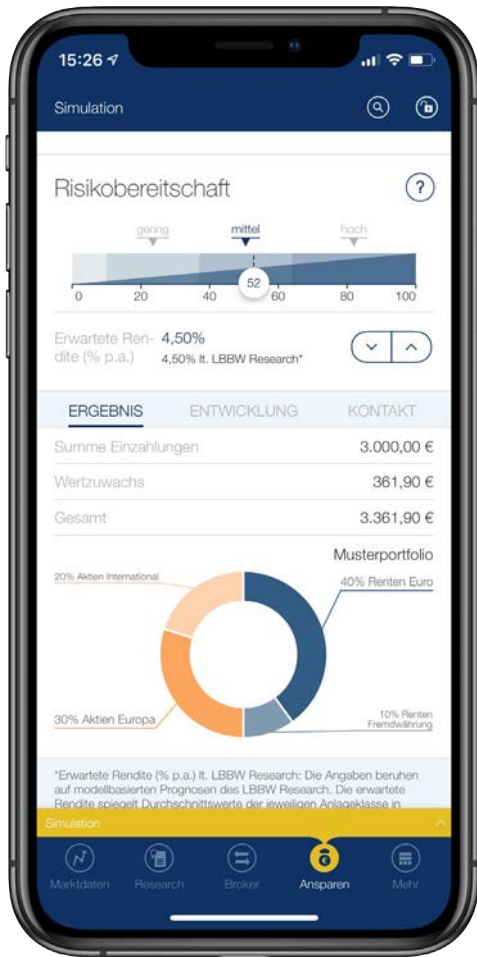 15:26
Simulation
Risikobereitschaft
?
gering mittel hoch
52
0 20 40 60 80 100
Erwartete Ren-
dite (% p.a.)
4,50%
4,50% lt. LBBW Research*
ERGEBNIS ENTWICKLUNG KONTAKT
Summe Einzahlungen 3.000,00 €
Wertzuwachs 361,90 €
Gesamt 3.361,90 €
Musterportfolio
20% Aktien International
40% Renten Euro
30% Aktien Europa
10% Renten
Fremdwährung
*Erwartete Rendite (% p.a.) lt. LBBW Research: Die Angaben beruhen
auf modellbasierten Prognosen des LBBW Research. Die erwartete
Rendite spiegelt Durchschnittswerte der jeweiligen Anlageklasse in
Simulation
Marktdaten Research Broker Ansparen Mehr